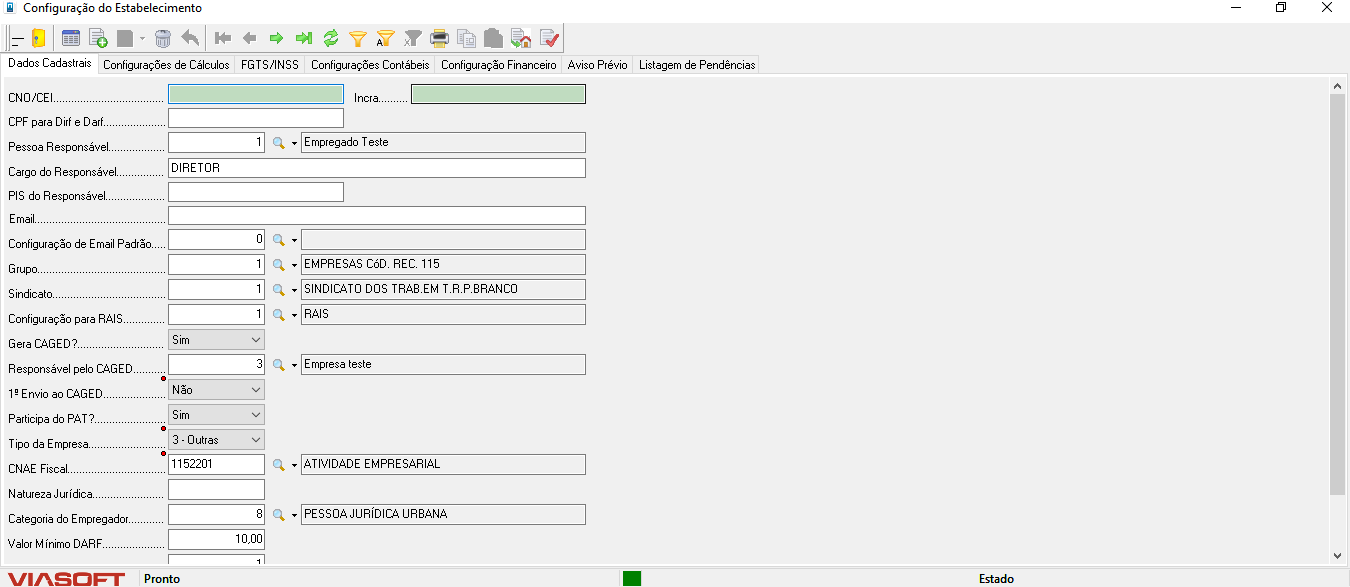 Configuração do Estabelecimento
Dados Cadastrais Configurações de Cálculos FGTS/INSS Configurações Contábeis Configuração Financeiro Aviso Prévio Listagem de Pendências
CNO/CEI.................................... Incra..........
CPF para Dirf e Darf.....................
Pessoa Responsável.................. 1 Empregado Teste
Cargo do Responsável............... DIRETOR
PIS do Responsável...................
Email..........................................
Configuração de Email Padrão..... 0
Grupo......................................... 1 EMPRESAS CóD. REC. 115
Sindicato.................................... 1 SINDICATO DOS TRAB.EM T.R.P.BRANCO
Configuração para RAIS............. 1 RAIS
Gera CAGED?............................ Sim
Responsável pelo CAGED.......... 3 Empresa teste
1º Envio ao CAGED.................... Não
Participa do PAT?....................... Sim
Tipo da Empresa........................ 3 - Outras
CNAE Fiscal............................... 1152201 ATIVIDADE EMPRESARIAL
Natureza Jurídica.......................
Categoria do Empregador........... 8 PESSOA JURÍDICA URBANA
Valor Mínimo DARF.................... 10,00
VIASOFT Pronto Estado